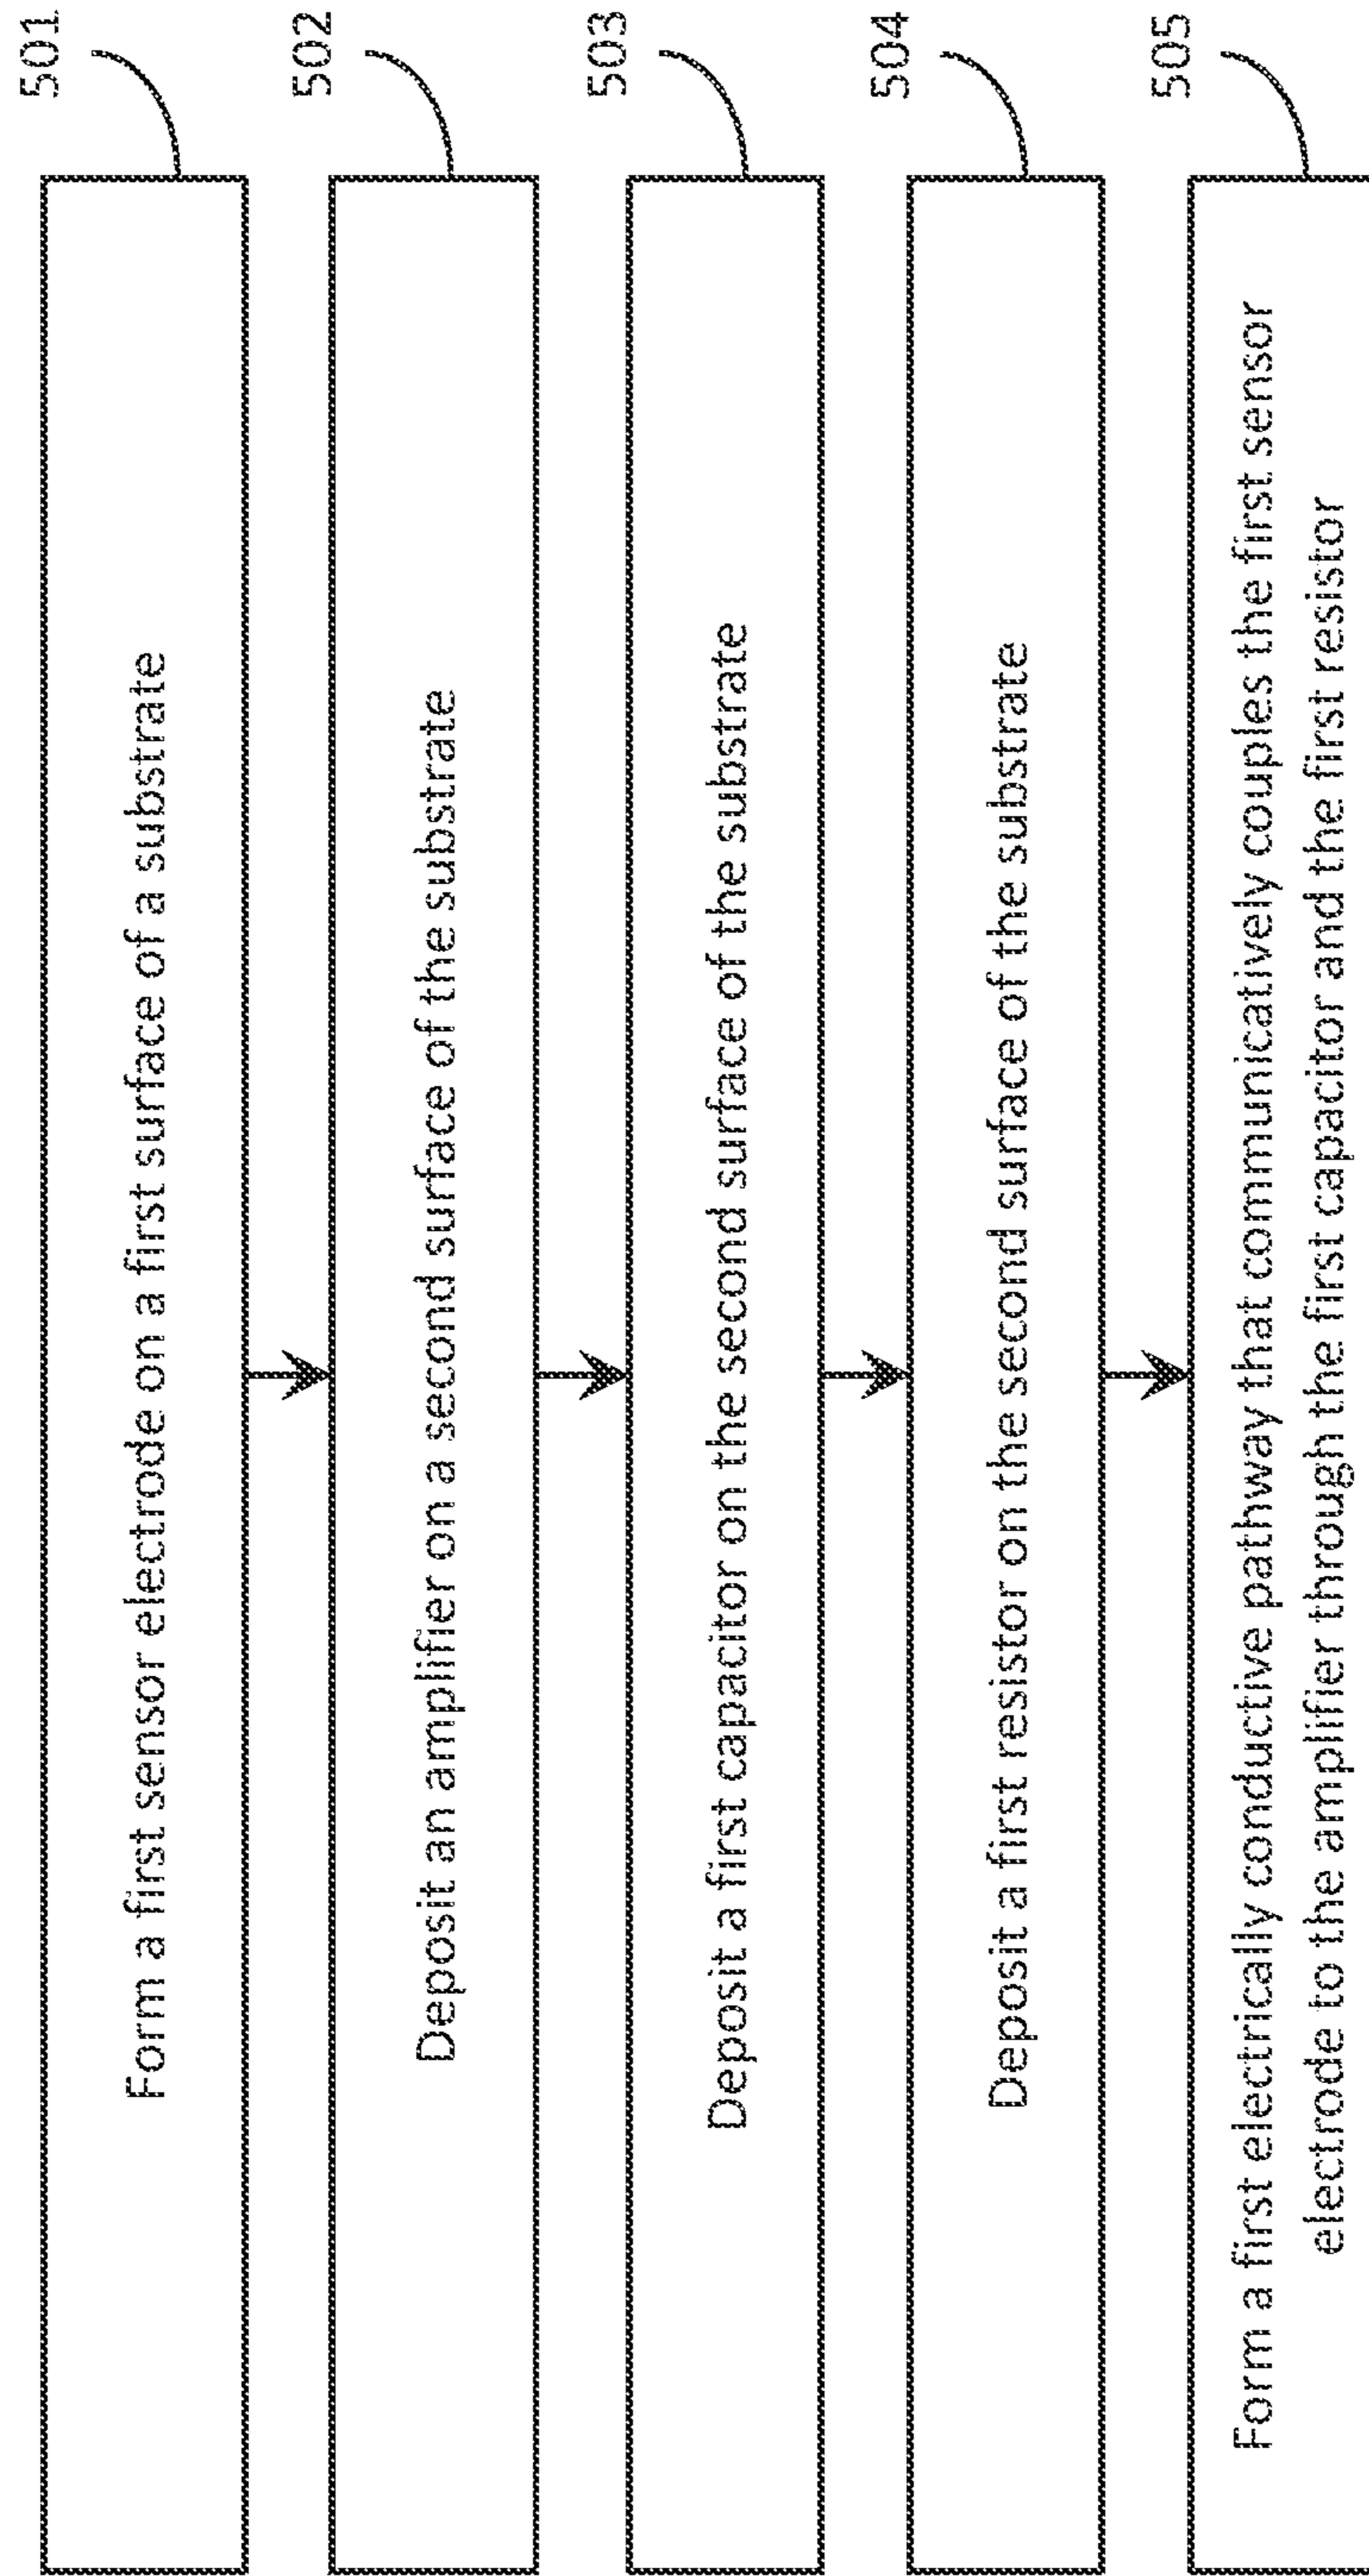 501
Form a first sensor electrode on a first surface of a substrate
502
Deposit an amplifier on a second surface of the substrate
503
Deposit a first capacitor on the second surface of the substrate
504
Deposit a first resistor on the second surface of the substrate
505
Form a first electrically conductive pathway that communicatively couples the first sensor
electrode to the amplifier through the first capacitor and the first resistor